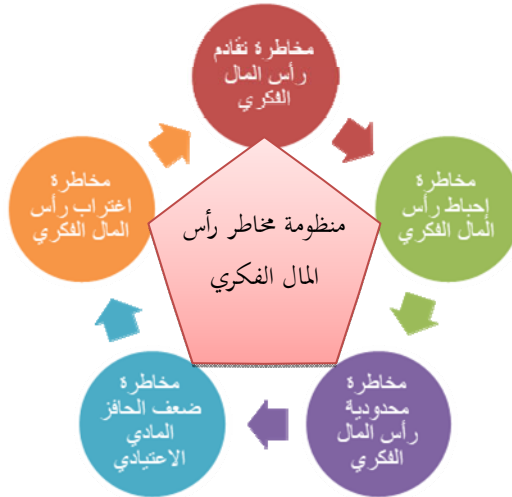 مخاطرة تقادم
رأس المال
الفكري
مخاطرة
إحباط رأس
المال الفكري
مخاطرة
محدودية
رأس المال
الفكري
مخاطرة
ضعف الحافز
المادي
الاعتيادي
مخاطرة
اغتراب رأس
المال الفكري
منظومة مخاطر رأس
المال الفكري